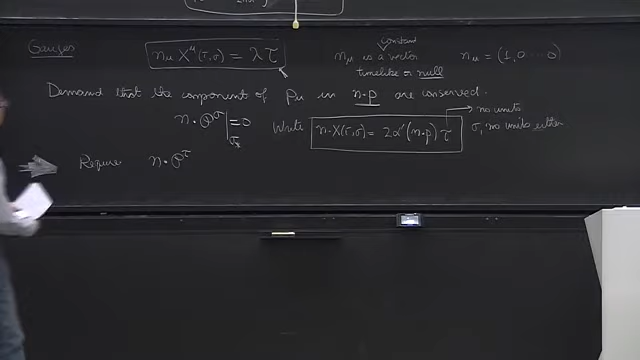 Gauges
n_μ X^μ(τ,σ) = λτ
constant
n_μ is a vector
timelike or null
n_μ = (1, 0 ⋯ 0)
Demand that the component of p_μ in n·p are conserved.
→ no units
n·𝒫^σ|_{σ_*} = 0
Write n·X(τ,σ) = 2α'(n·p)τ
σ, no units either
Require n·𝒫^τ